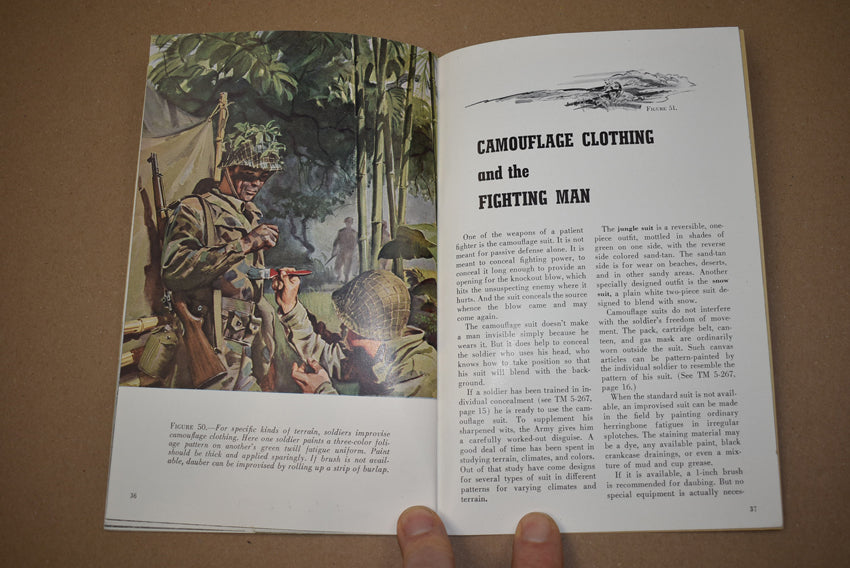 FIGURE 50.—For specific kinds of terrain, soldiers improvise
camouflage clothing. Here one soldier paints a three-color foli-
age pattern on another's green twill fatigue uniform. Paint
should be thick and applied sparingly. If brush is not avail-
able, dauber can be improvised by rolling up a strip of burlap.
36
FIGURE 51.
CAMOUFLAGE CLOTHING
and the
FIGHTING MAN
One of the weapons of a patient
fighter is the camouflage suit. It is not
meant for passive defense alone. It is
meant to conceal fighting power, to
conceal it long enough to provide an
opening for the knockout blow, which
hits the unsuspecting enemy where it
hurts. And the suit conceals the source
whence the blow came and may
come again.
The camouflage suit doesn't make
a man invisible simply because he
wears it. But it does help to conceal
the soldier who uses his head, who
knows how to take position so that
his suit will blend with the back-
ground.
If a soldier has been trained in in-
dividual concealment (see TM 5-267,
page 15) he is ready to use the cam-
ouflage suit. To supplement his
sharpened wits, the Army gives him
a carefully worked-out disguise. A
good deal of time has been spent in
studying terrain, climates, and colors.
Out of that study have come designs
for several types of suit in different
patterns for varying climates and
terrain.
The jungle suit is a reversible, one-
piece outfit, mottled in shades of
green on one side, with the reverse
side colored sand-tan. The sand-tan
side is for wear on beaches, deserts,
and in other sandy areas. Another
specially designed outfit is the snow
suit, a plain white two-piece suit de-
signed to blend with snow.
Camouflage suits do not interfere
with the soldier's freedom of move-
ment. The pack, cartridge belt, can-
teen, and gas mask are ordinarily
worn outside the suit. Such canvas
articles can be pattern-painted by
the individual soldier to resemble the
pattern of his suit. (See TM 5-267,
page 16.)
When the standard suit is not avail-
able, an improvised suit can be made
in the field by painting ordinary
herringbone fatigues in irregular
splotches. The staining material may
be a dye, any available paint, black
crankcase drainings, or even a mix-
ture of mud and cup grease.
If it is available, a 1-inch brush
is recommended for daubing. But no
special equipment is actually neces-
37